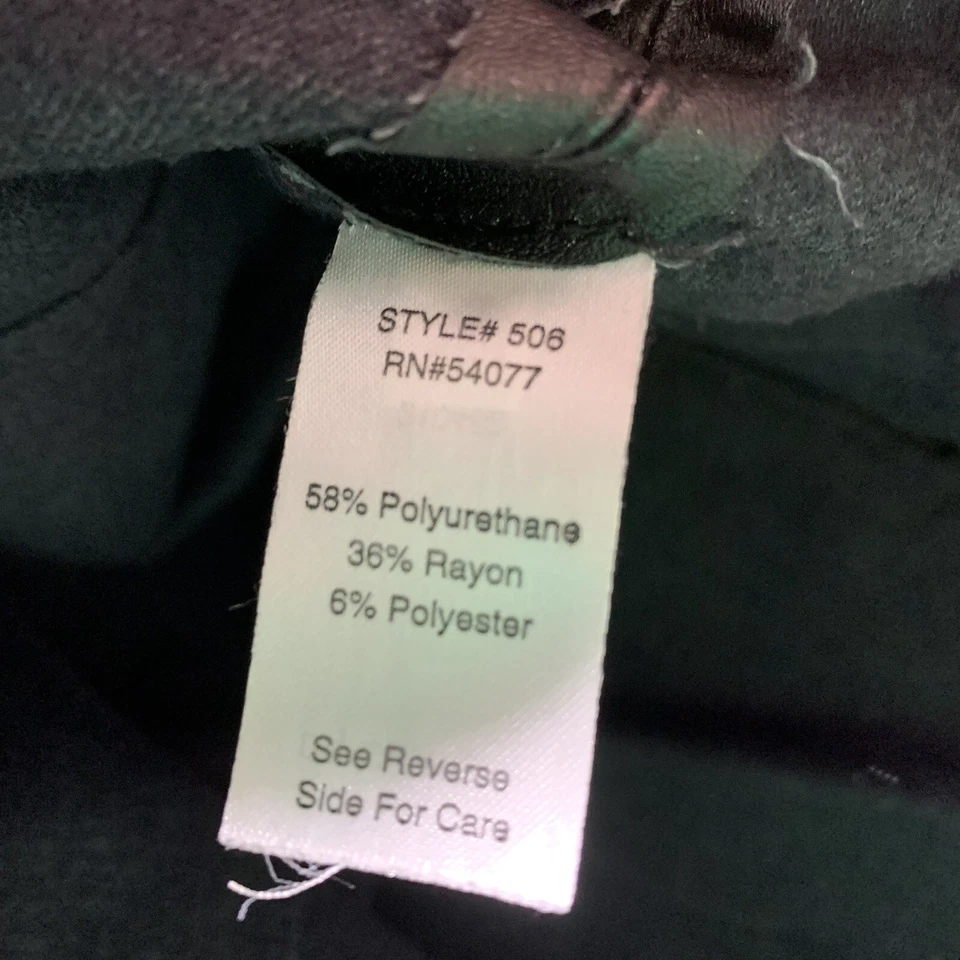 STYLE# 506
RN#54077
58% Polyurethane
36% Rayon
6% Polyester
See Reverse
Side For Care